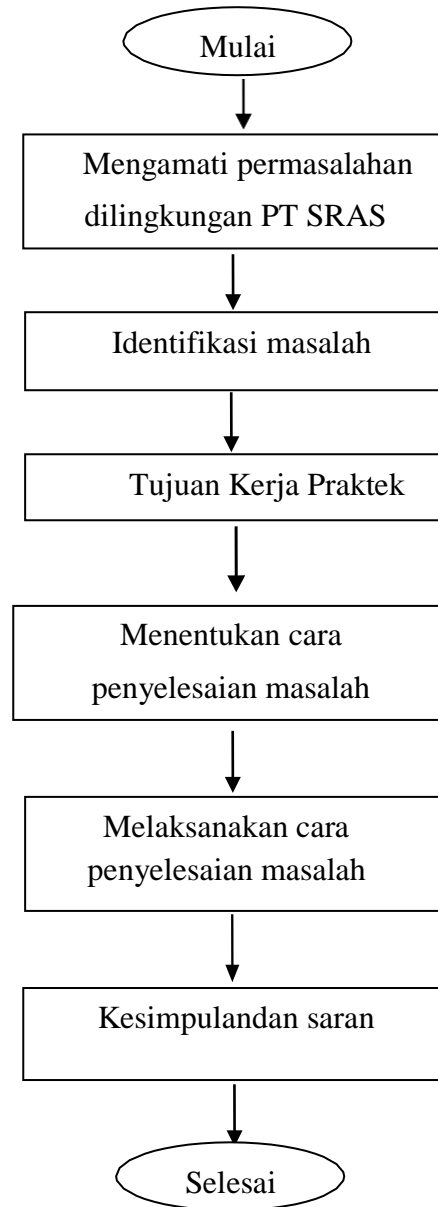 Mulai
Mengamati permasalahan
dilingkungan PT SRAS
Identifikasi masalah
Tujuan Kerja Praktek
Menentukan cara
penyelesaian masalah
Melaksanakan cara
penyelesaian masalah
Kesimpulandan saran
Selesai